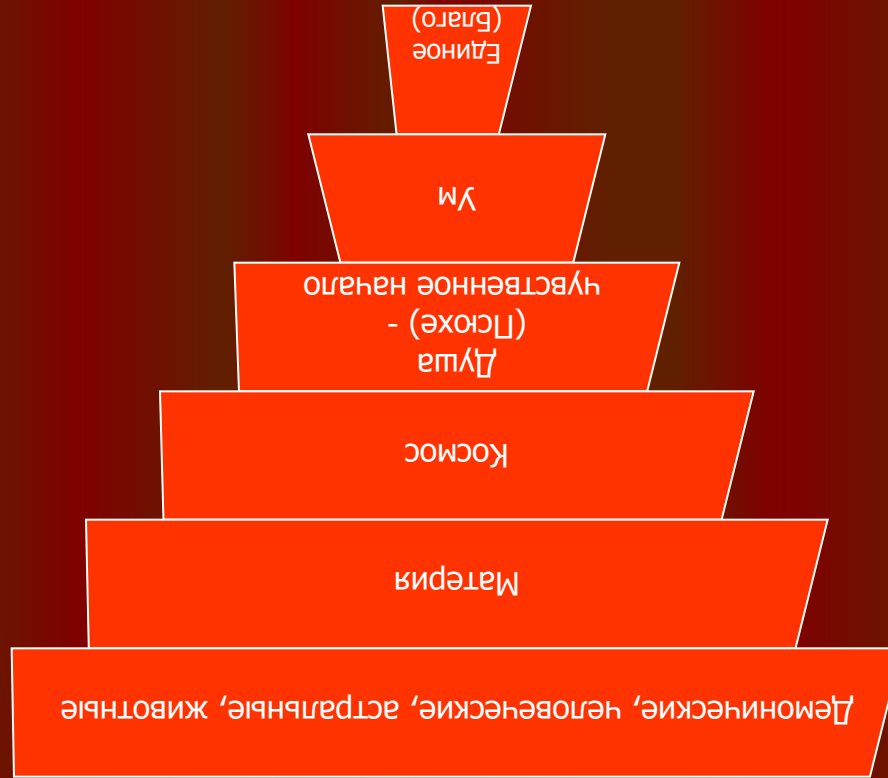 Демонические, человеческие, астральные, животные
Материя
Космос
Душа
(Псюхе) -
чувственное начало
Ум
Единое
(Благо)